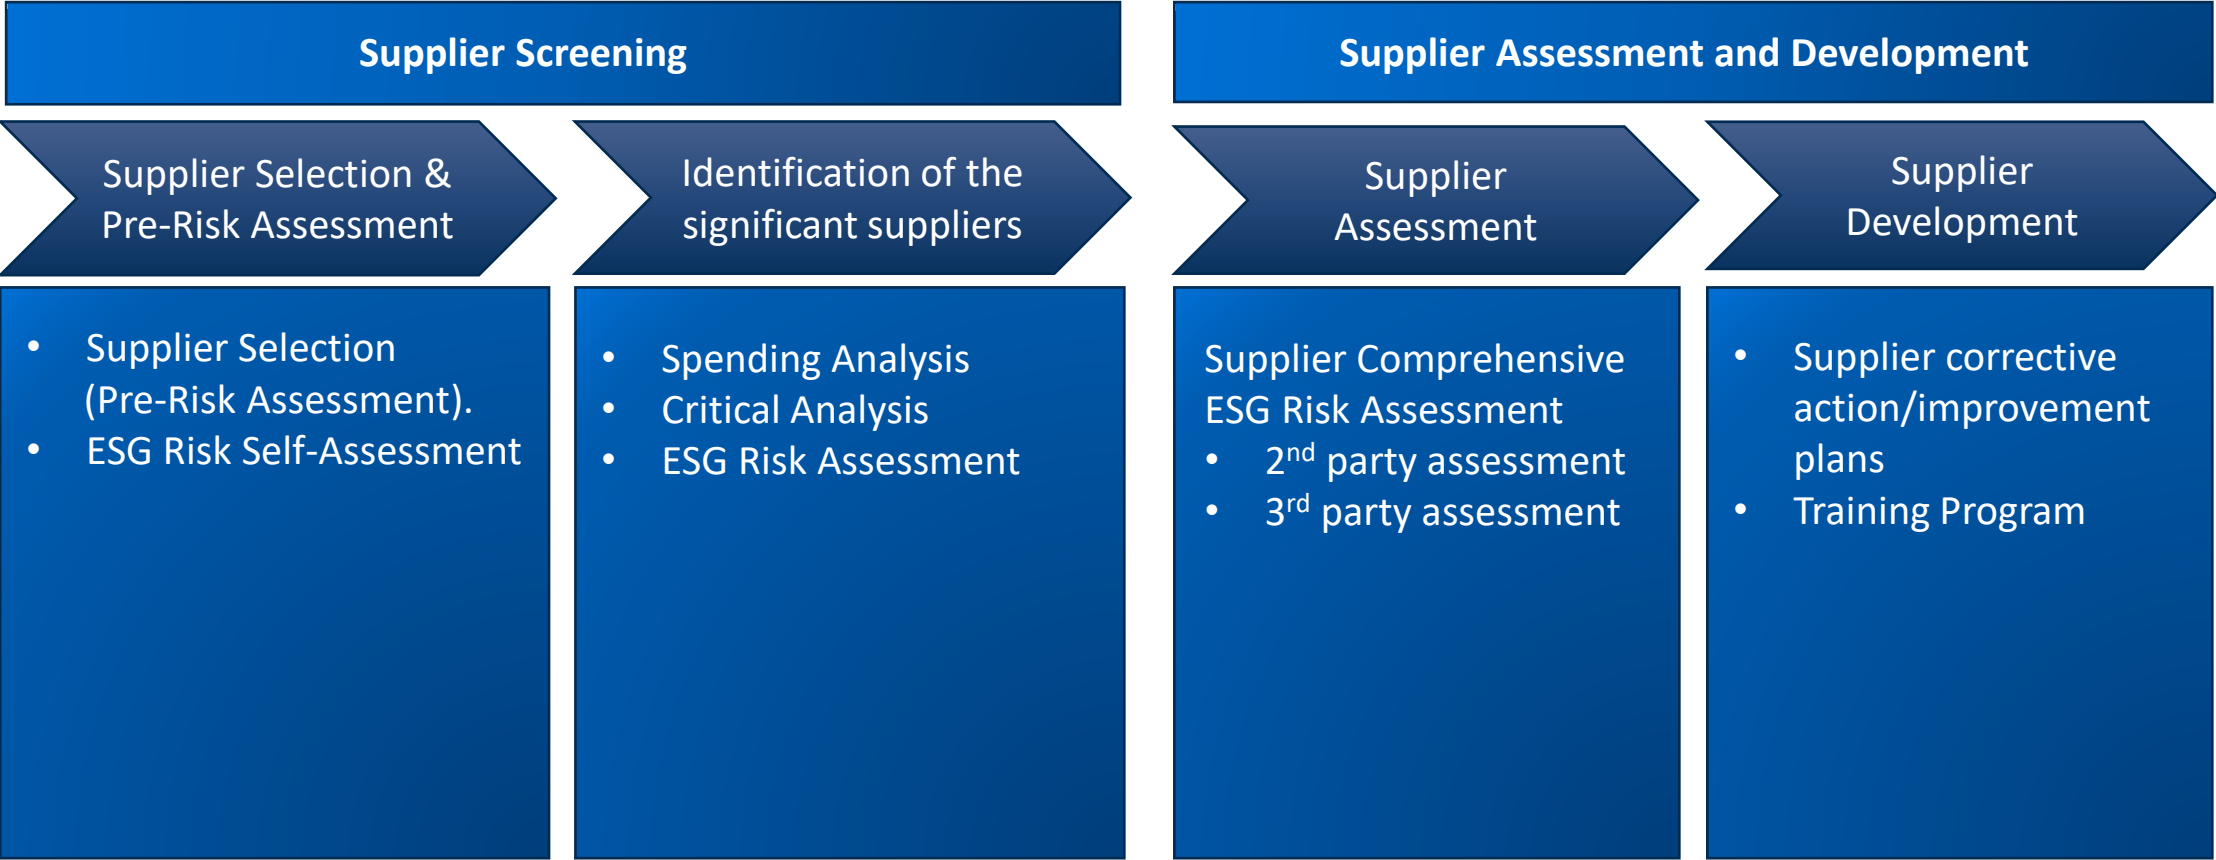 Supplier Screening
Supplier Assessment and Development
Supplier Selection &
Pre-Risk Assessment
Identification of the
significant suppliers
Supplier
Assessment
Supplier
Development
• Supplier Selection
(Pre-Risk Assessment).
• ESG Risk Self-Assessment
• Spending Analysis
• Critical Analysis
• ESG Risk Assessment
Supplier Comprehensive
ESG Risk Assessment
• 2nd party assessment
• 3rd party assessment
• Supplier corrective
action/improvement
plans
• Training Program